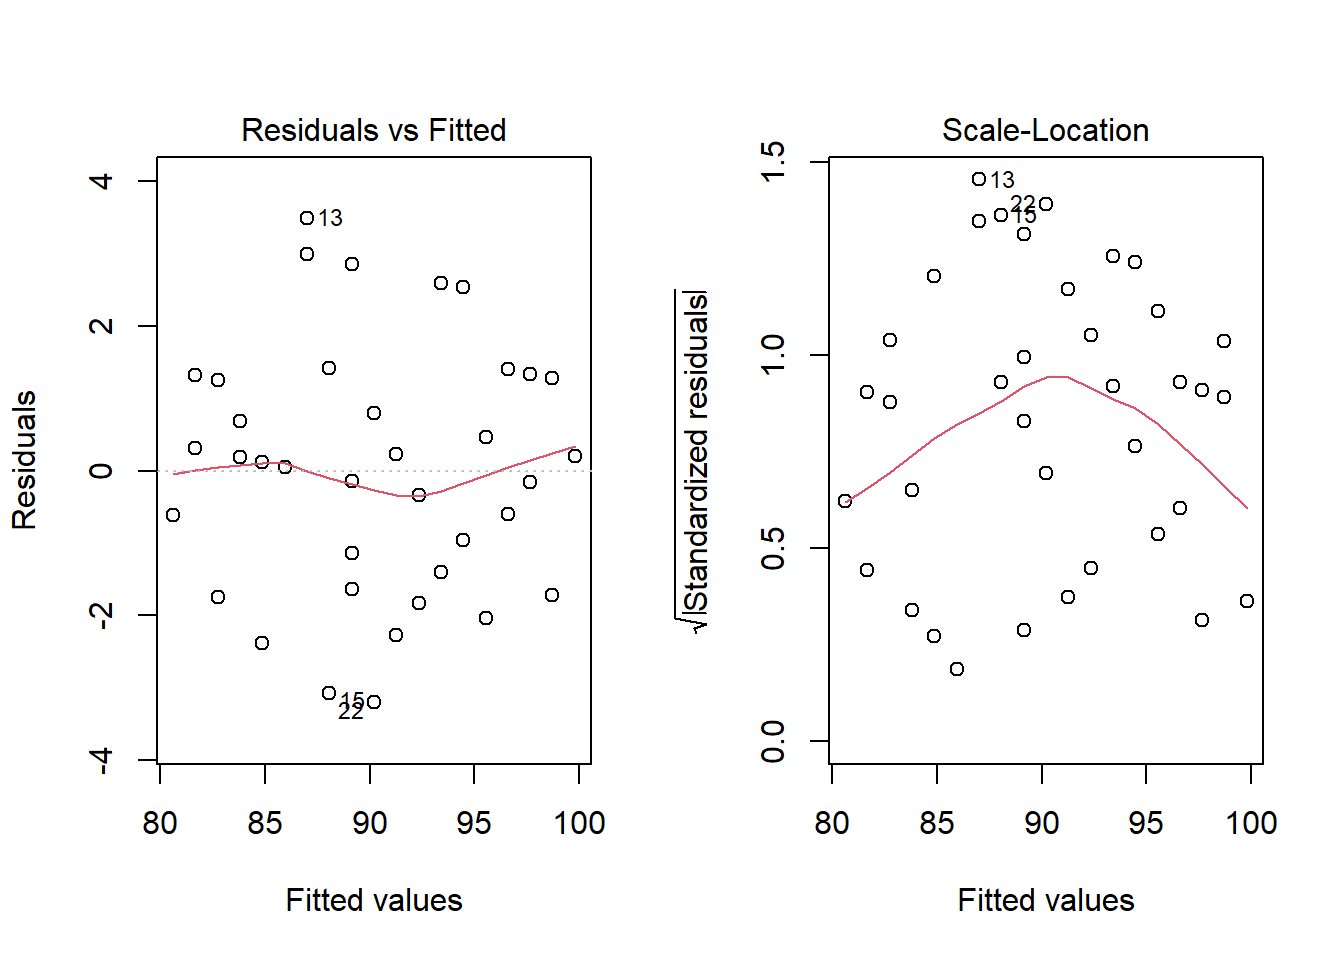 Residuals vs Fitted
Residuals
4
2
0
-2
-4
13
15
22
80 85 90 95 100
Fitted values
Scale-Location
√|Standardized residuals|
1.5
1.0
0.5
0.0
13
22
15
80 85 90 95 100
Fitted values